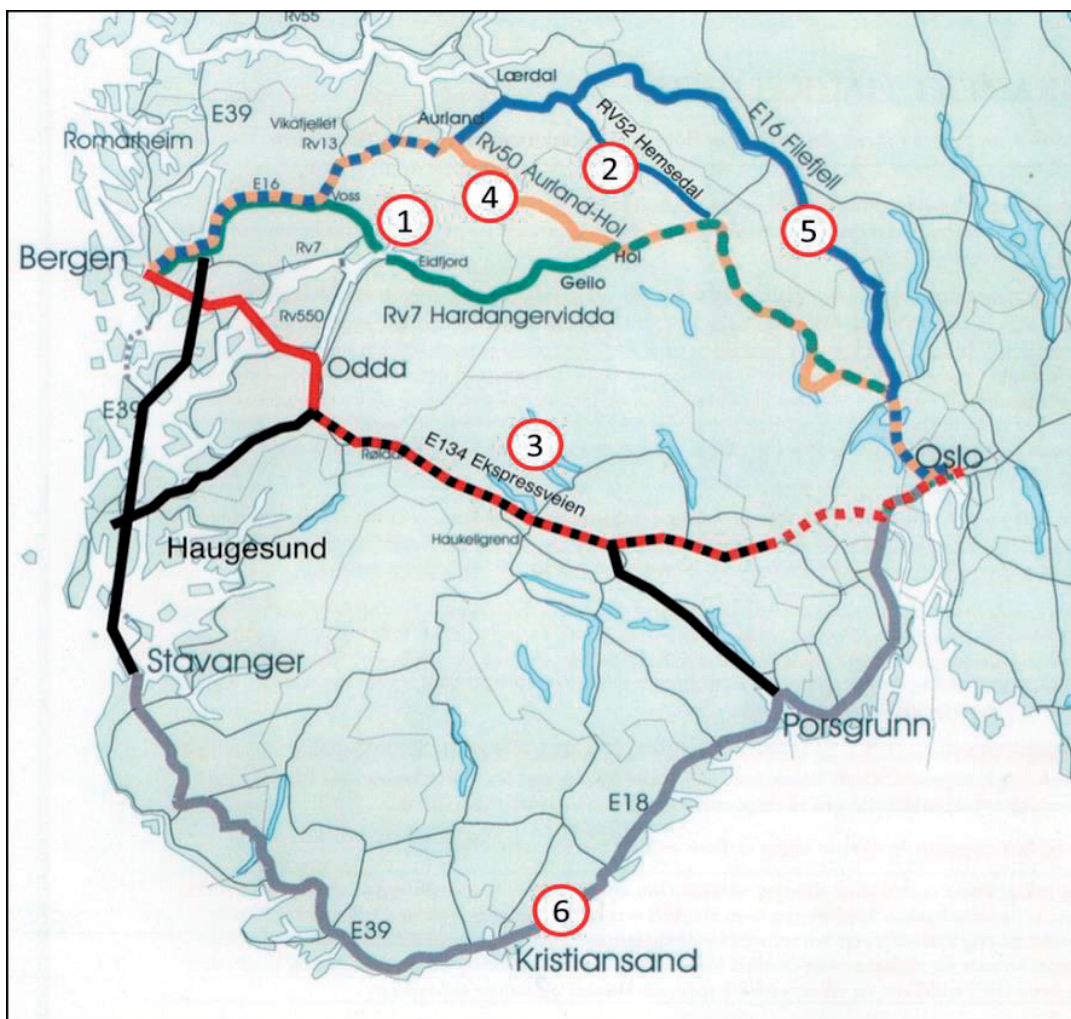 Rv55
Lærdal
E39
Aurland
Vikafjellet
Rv13
Romarheim
RV52 Hemsedal
E16 Filefjell
2
Rv50 Aurland-Hol
E16
Voss
4
1
5
Bergen
Rv7
Eidfjord
Hol
Geilo
Rv7 Hardangervidda
Rv550
Odda
E39
3
E134 Ekspressveien
Røldal
Oslo
Haukeligrend
Haugesund
Stavanger
Porsgrunn
E18
6
E39
Kristiansand